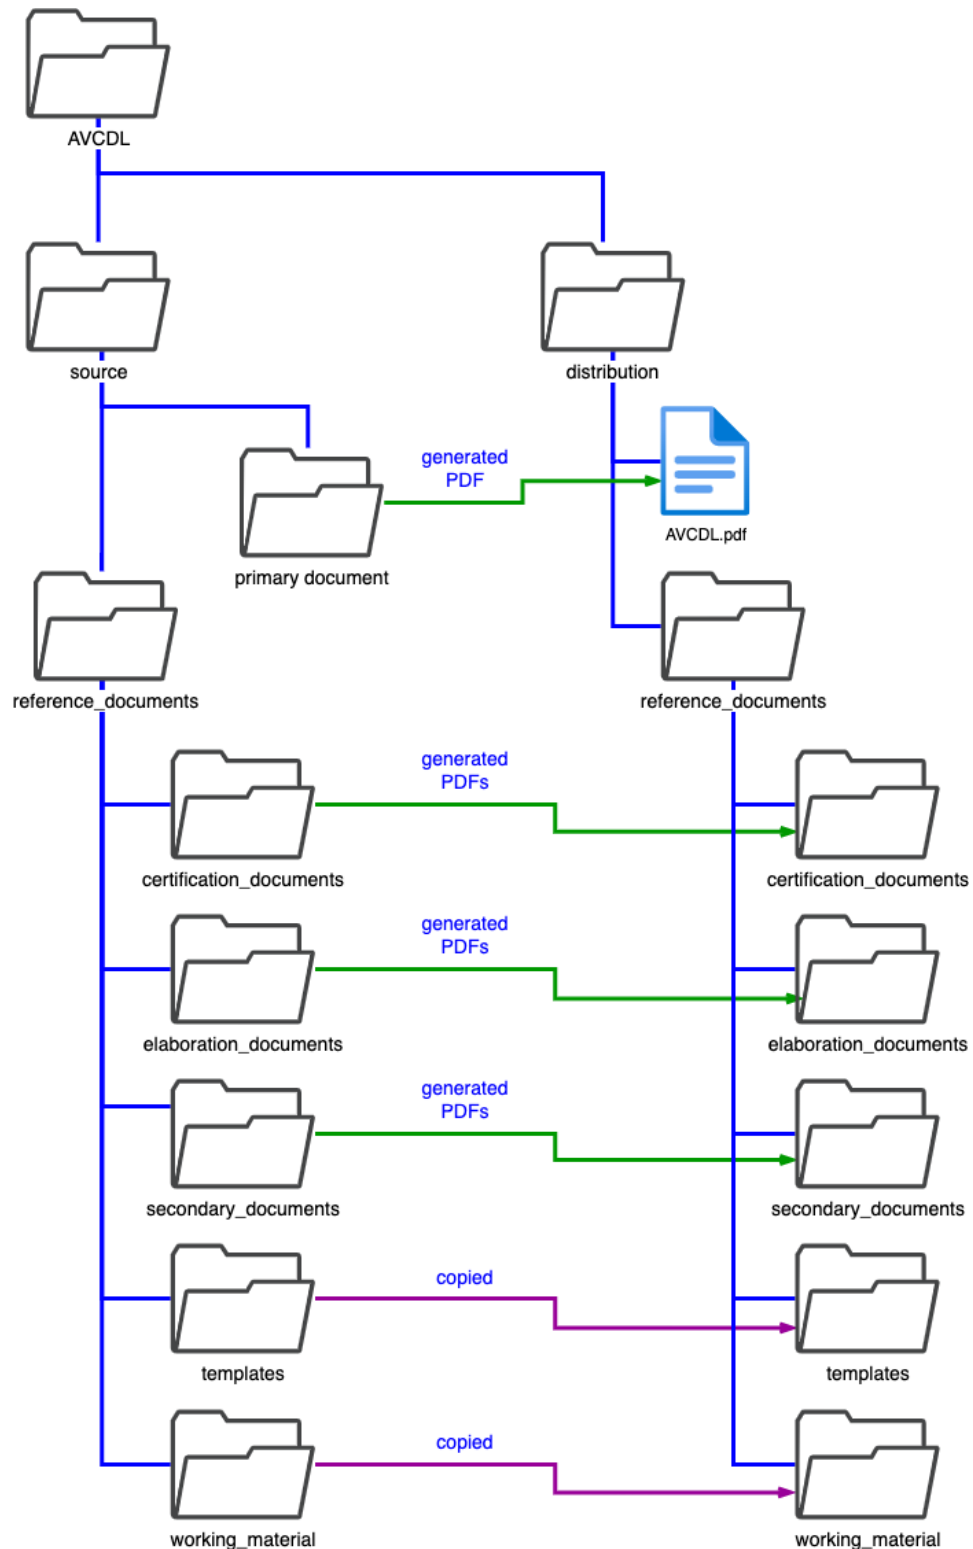 AVCDL
source
distribution
generated
PDF
AVCDL.pdf
primary document
reference_documents
reference_documents
generated
PDFs
certification_documents
certification_documents
generated
PDFs
elaboration_documents
elaboration_documents
generated
PDFs
secondary_documents
secondary_documents
copied
templates
templates
copied
working_material
working_material